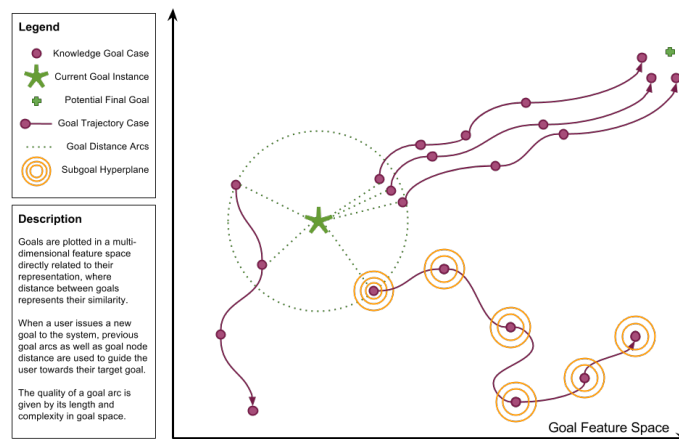 Legend
Knowledge Goal Case
Current Goal Instance
Potential Final Goal
Goal Trajectory Case
Goal Distance Arcs
Subgoal Hyperplane
Description
Goals are plotted in a multi-
dimensional feature space
directly related to their
representation, where
distance between goals
represents their similarity.
When a user issues a new
goal to the system, previous
goal arcs as well as goal node
distance are used to guide the
user towards their target goal.
The quality of a goal arc is
given by its length and
complexity in goal space.
Goal Feature Space